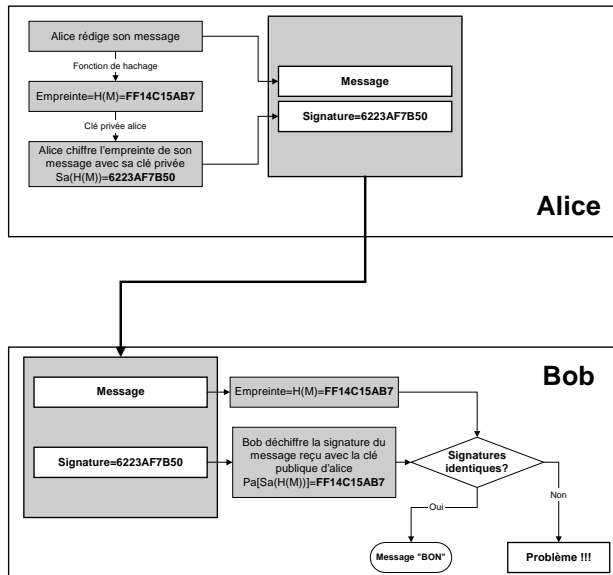 Alice rédige son message
Fonction de hachage
Empreinte=H(M)=FF14C15AB7
Clé privée alice
Alice chiffre l'empreinte de son
message avec sa clé privée
Sa(H(M))=6223AF7B50
Message
Signature=6223AF7B50
Alice
Bob
Message
Empreinte=H(M)=FF14C15AB7
Signature=6223AF7B50
Bob déchiffre la signature du
message reçu avec la clé
publique d'alice
Pa[Sa(H(M))]=FF14C15AB7
Signatures
identiques?
Oui
Non
Message "BON"
Problème !!!